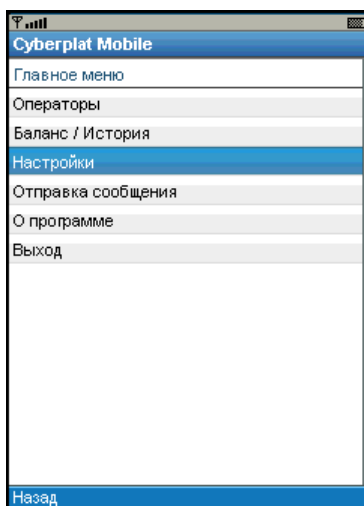 Cyberplat Mobile
Главное меню
Операторы
Баланс / История
Настройки
Отправка сообщения
О программе
Выход
Назад